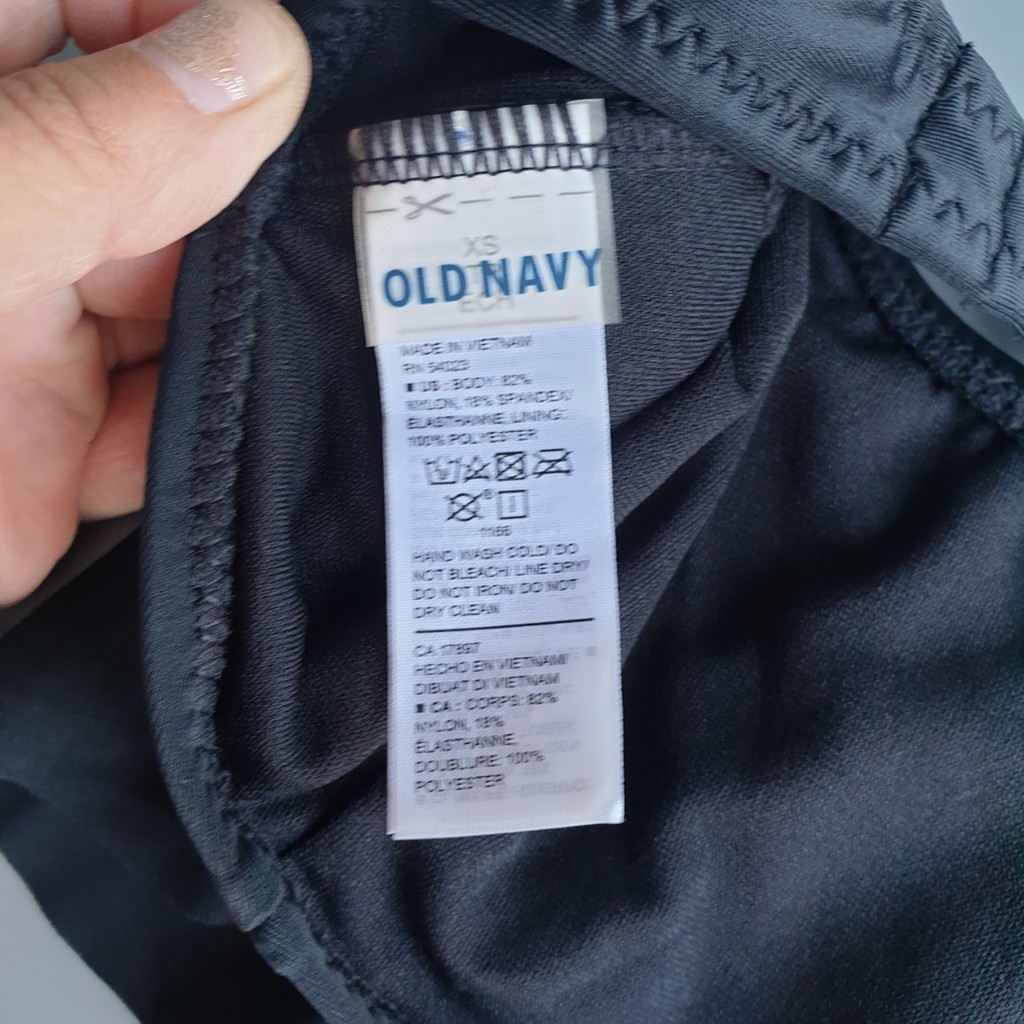 XS
OLD NAVY
ECH
MADE IN VIETNAM
RN 54023
■ US : BODY: 82%
NYLON, 18% SPANDEX/
ÉLASTHANNE, LINING:
100% POLYESTER
1166
HAND WASH COLD/ DO
NOT BLEACH/ LINE DRY/
DO NOT IRON/ DO NOT
DRY CLEAN
CA 17897
HECHO EN VIETNAM/
DIBUAT DI VIETNAM
■ CA : CORPS: 82%
NYLON, 18%
ÉLASTHANNE,
DOUBLURE: 100%
POLYESTER